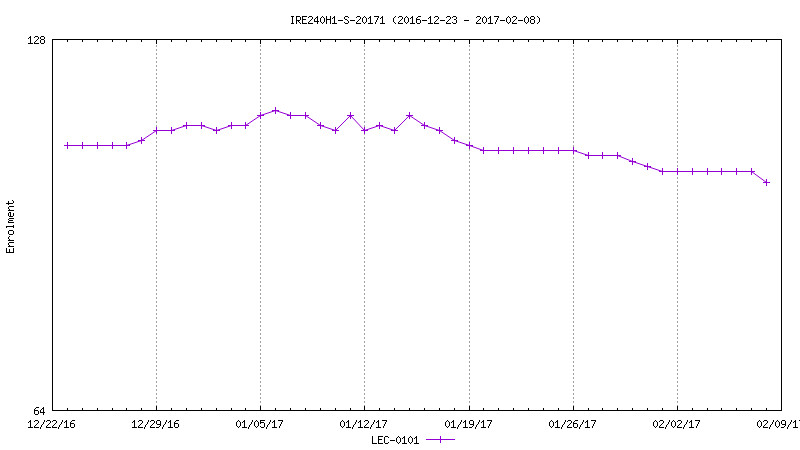 IRE240H1-S-20171 (2016-12-23 - 2017-02-08)
128
Enrolment
64
12/22/16 12/29/16 01/05/17 01/12/17 01/19/17 01/26/17 02/02/17 02/09/1
LEC-0101